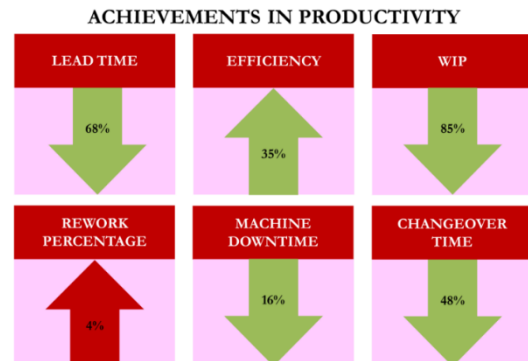 ACHIEVEMENTS IN PRODUCTIVITY
LEAD TIME
68%
EFFICIENCY
35%
WIP
85%
REWORK
PERCENTAGE
4%
MACHINE
DOWNTIME
16%
CHANGEOVER
TIME
48%